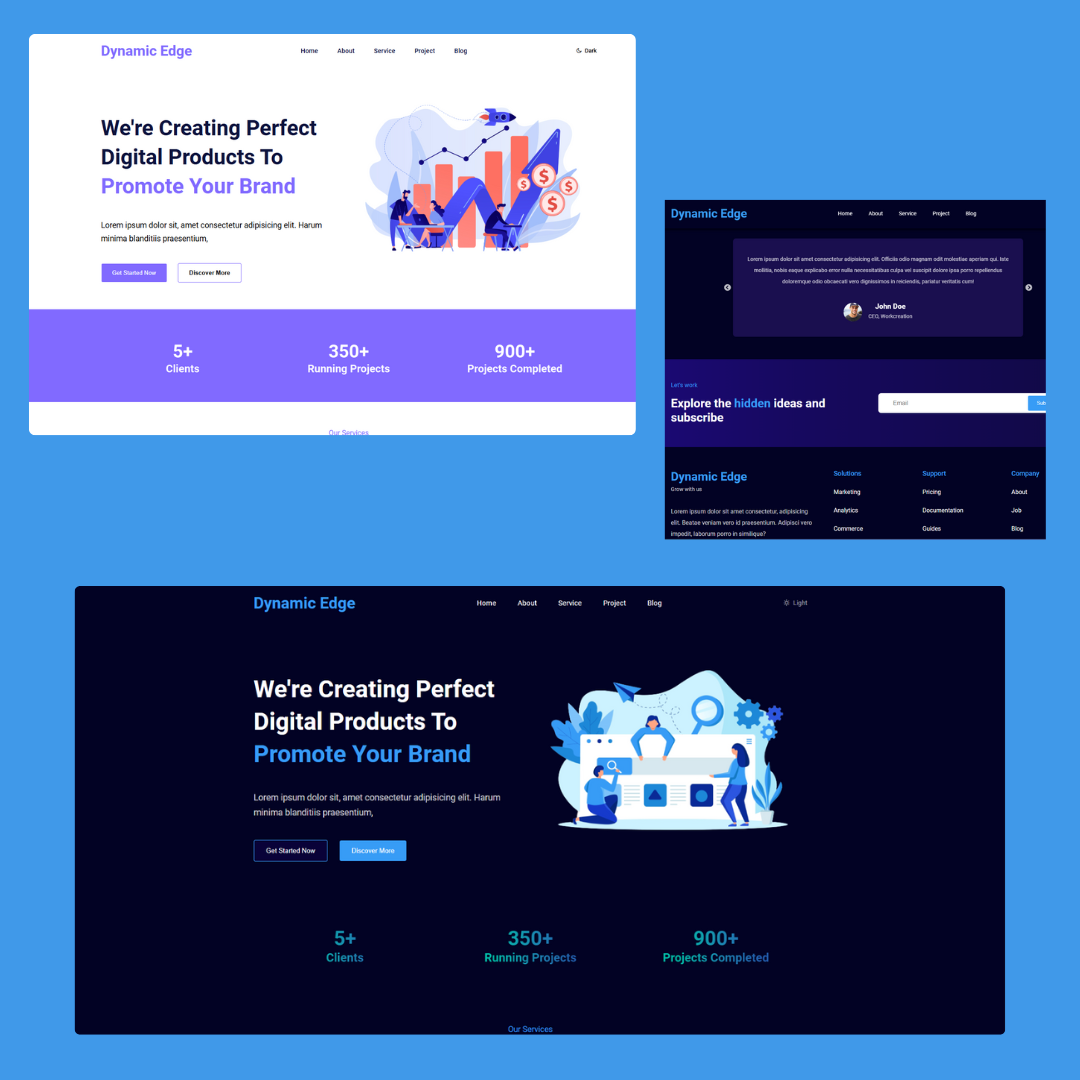 Dynamic Edge
Home About Service Project Blog
Dark
We're Creating Perfect
Digital Products To
Promote Your Brand
Lorem ipsum dolor sit, amet consectetur adipisicing elit. Harum
minima blanditiis praesentium,
Get Started Now Discover More
5+ 350+ 900+
Clients Running Projects Projects Completed
Our Services
Dynamic Edge
Home About Service Project Blog
Lorem ipsum dolor sit amet consectetur adipisicing elit. Officiis odio magnam odit molestiae aperiam qui. Iste
mollitia, nobis eaque explicabo error nulla necessitatibus culpa vel suscipit dolore ipsa porro repellendus
doloremque odio obcaecati vero dignissimos in reiciendis, pariatur veritatis cum!
John Doe
CEO, Workcreation
Let's work
Explore the hidden ideas and
subscribe
Email
Sub
Dynamic Edge
Grow with us
Lorem ipsum dolor sit amet consectetur, adipisicing
elit. Beatae veniam vero id praesentium. Adipisci vero
impedit, laborum porro in similique?
Solutions Support Company
Marketing Pricing About
Analytics Documentation Job
Commerce Guides Blog
Dynamic Edge
Home About Service Project Blog
Light
We're Creating Perfect
Digital Products To
Promote Your Brand
Lorem ipsum dolor sit, amet consectetur adipisicing elit. Harum
minima blanditiis praesentium,
Get Started Now Discover More
5+ 350+ 900+
Clients Running Projects Projects Completed
Our Services